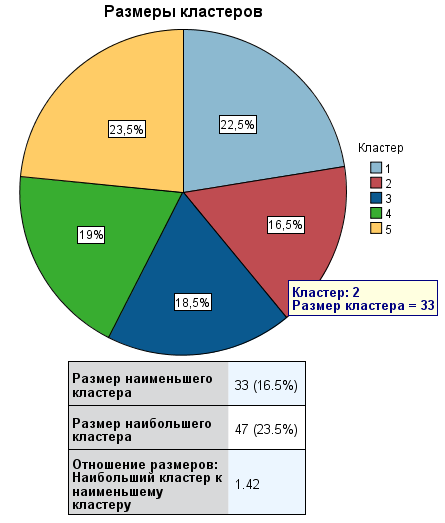 Размеры кластеров
23,5%
22,5%
Кластер
1
2
3
4
5
16,5%
19%
18,5%
Кластер: 2
Размер кластера = 33
Размер наименьшего
кластера
33 (16.5%)
Размер наибольшего
кластера
47 (23.5%)
Отношение размеров:
Наибольший кластер к
наименьшему
кластеру
1.42